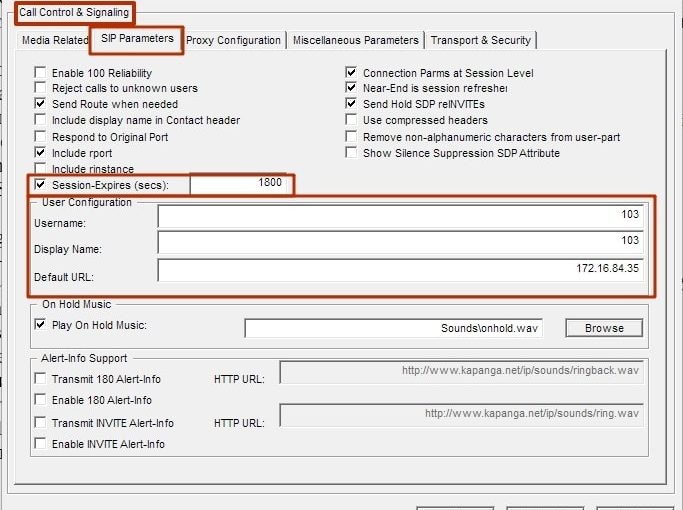 Call Control & Signaling
Media Related SIP Parameters Proxy Configuration Miscellaneous Parameters Transport & Security
Enable 100 Reliability
Reject calls to unknown users
Send Route when needed
Include display name in Contact header
Respond to Original Port
Include rport
Include rinstance
Session-Expires (secs): 1800
Connection Parms at Session Level
Near-End is session refresher
Send Hold SDP reINVITEs
Use compressed headers
Remove non-alphanumeric characters from user-part
Show Silence Suppression SDP Attribute
User Configuration
Username: 103
Display Name: 103
Default URL: 172.16.84.35
On Hold Music
Play On Hold Music: Sounds\onhold.wav Browse
Alert-Info Support
Transmit 180 Alert-Info HTTP URL: http://www.kapanga.net/ip/sounds/ringback.wav
Enable 180 Alert-Info
Transmit INVITE Alert-Info HTTP URL: http://www.kapanga.net/ip/sounds/ring.wav
Enable INVITE Alert-Info